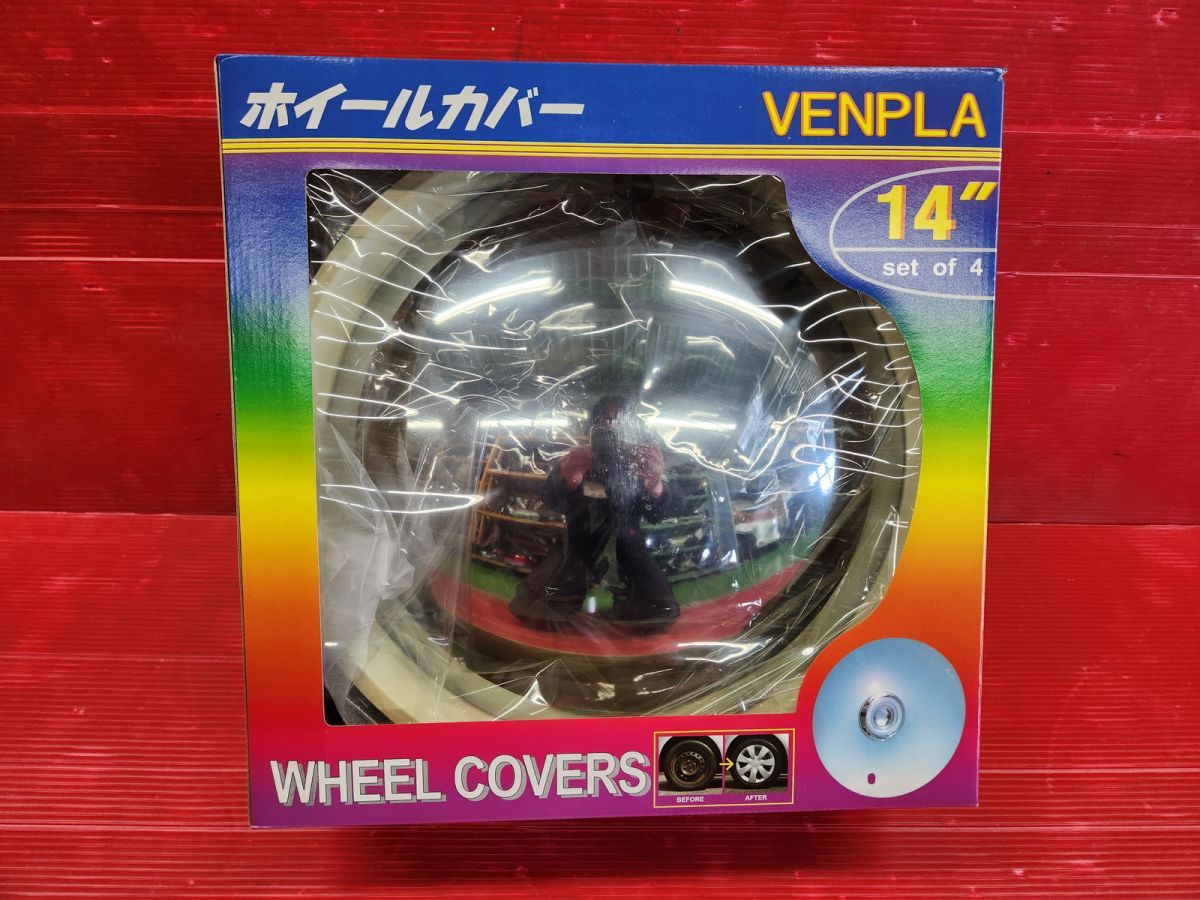 ホイールカバー
VENPLA
14"
set of 4
WHEEL COVERS
BEFORE
AFTER